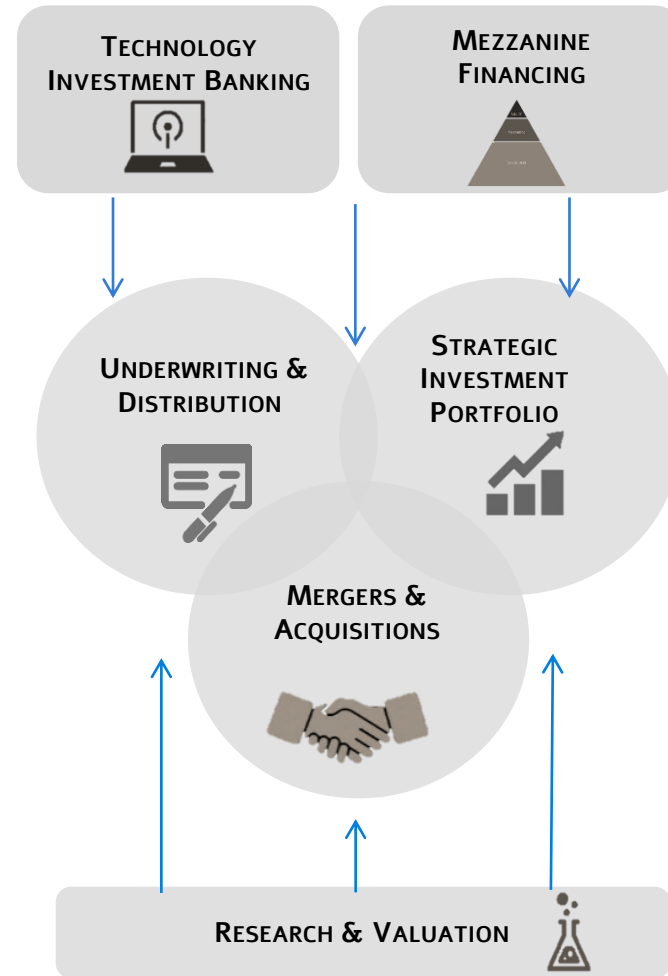 TECHNOLOGY
INVESTMENT BANKING
MEZZANINE
FINANCING
UNDERWRITING &
DISTRIBUTION
STRATEGIC
INVESTMENT
PORTFOLIO
MERGERS &
ACQUISITIONS
RESEARCH & VALUATION